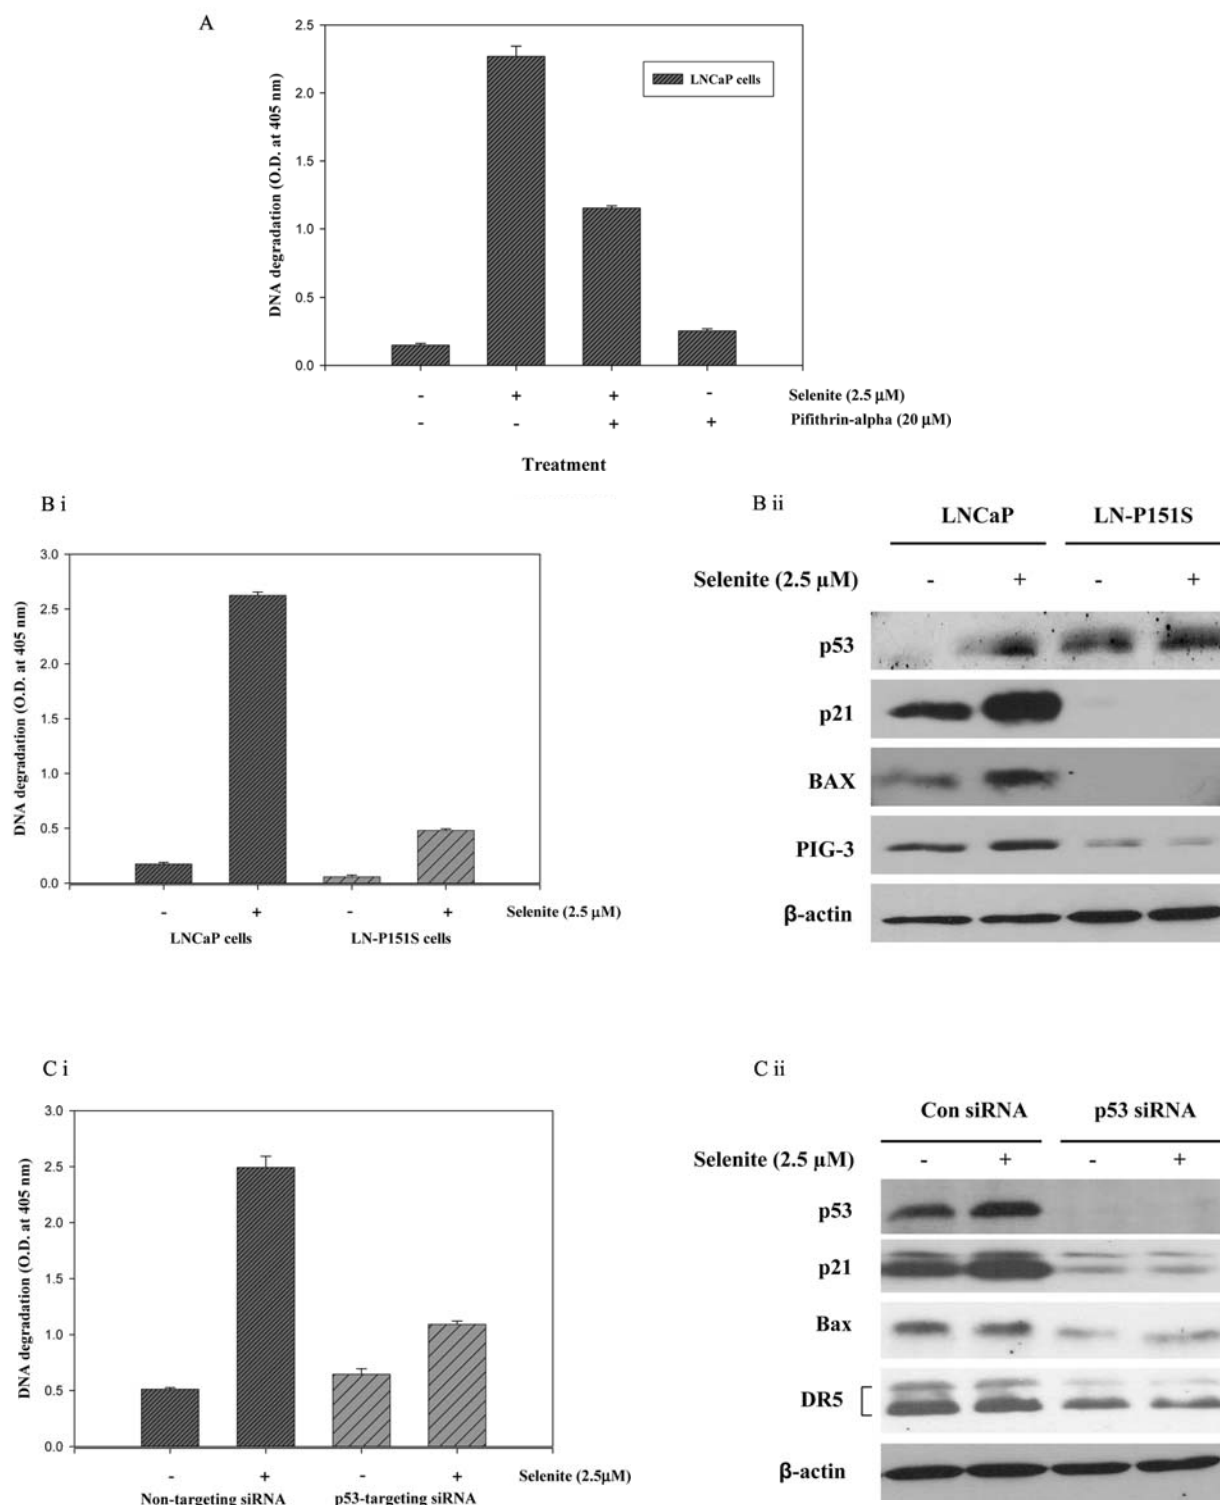 A
2.5
2.0
1.5
1.0
0.5
0.0
DNA degradation (O.D. at 405 nm)
LNCaP cells
- + + - Selenite (2.5 µM)
- - + + Pifithrin-alpha (20 µM)
Treatment
B i
3.0
2.5
2.0
1.5
1.0
0.5
0.0
DNA degradation (O.D. at 405 nm)
- + - + Selenite (2.5 µM)
LNCaP cells LN-P151S cells
B ii
LNCaP LN-P151S
Selenite (2.5 µM) - + - +
p53
p21
BAX
PIG-3
β-actin
C i
3.0
2.5
2.0
1.5
1.0
0.5
0.0
DNA degradation (O.D. at 405 nm)
- + - + Selenite (2.5µM)
Non-targeting siRNA p53-targeting siRNA
C ii
Con siRNA p53 siRNA
Selenite (2.5 µM) - + - +
p53
p21
Bax
DR5
β-actin